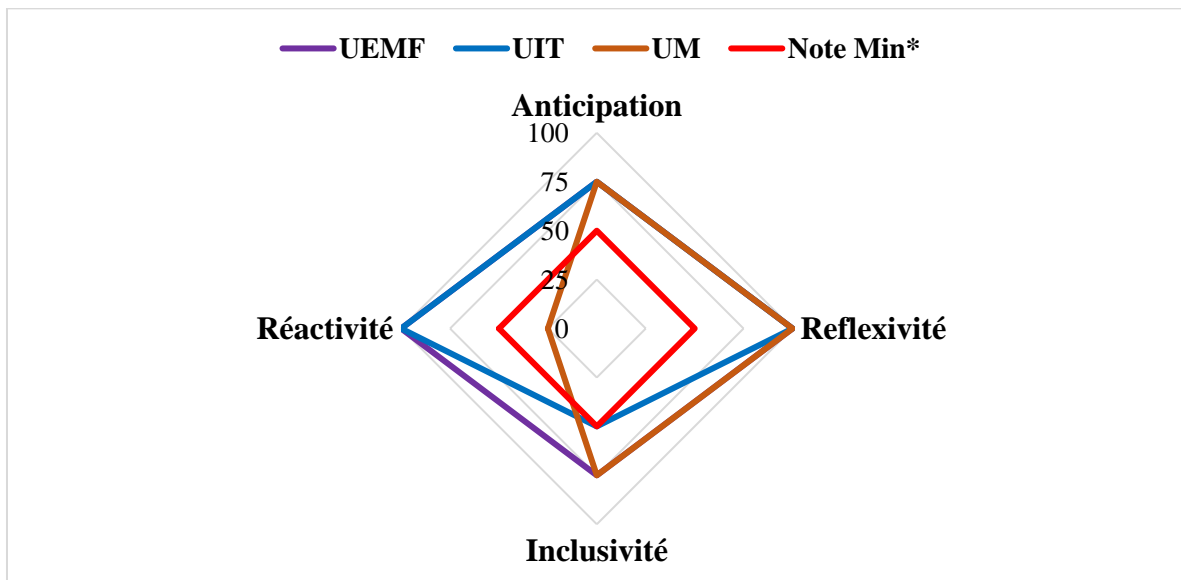 UEMF UIT UM Note Min*
Anticipation
100
75
50
25
Réactivité 0 Reflexivité
Inclusivité